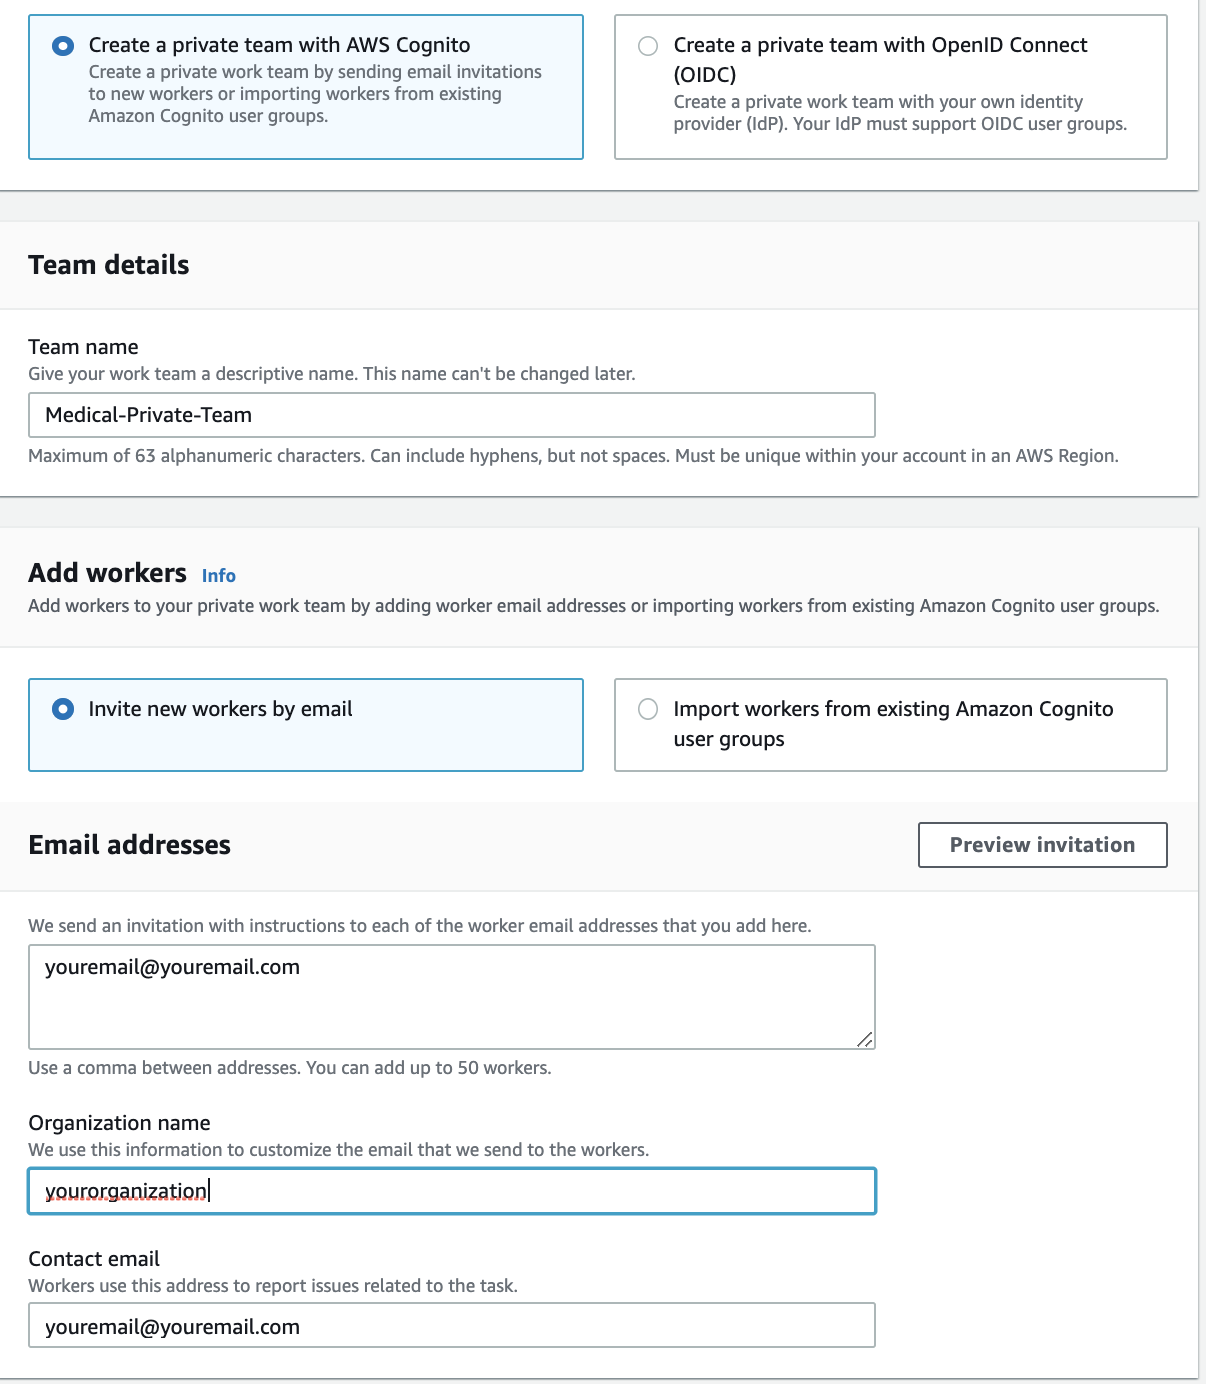 Create a private team with AWS Cognito
Create a private work team by sending email invitations
to new workers or importing workers from existing
Amazon Cognito user groups.
Create a private team with OpenID Connect
(OIDC)
Create a private work team with your own identity
provider (IdP). Your IdP must support OIDC user groups.
Team details
Team name
Give your work team a descriptive name. This name can't be changed later.
Medical-Private-Team
Maximum of 63 alphanumeric characters. Can include hyphens, but not spaces. Must be unique within your account in an AWS Region.
Add workers Info
Add workers to your private work team by adding worker email addresses or importing workers from existing Amazon Cognito user groups.
Invite new workers by email
Import workers from existing Amazon Cognito
user groups
Email addresses
Preview invitation
We send an invitation with instructions to each of the worker email addresses that you add here.
youremail@youremail.com
Use a comma between addresses. You can add up to 50 workers.
Organization name
We use this information to customize the email that we send to the workers.
yourorganization
Contact email
Workers use this address to report issues related to the task.
youremail@youremail.com